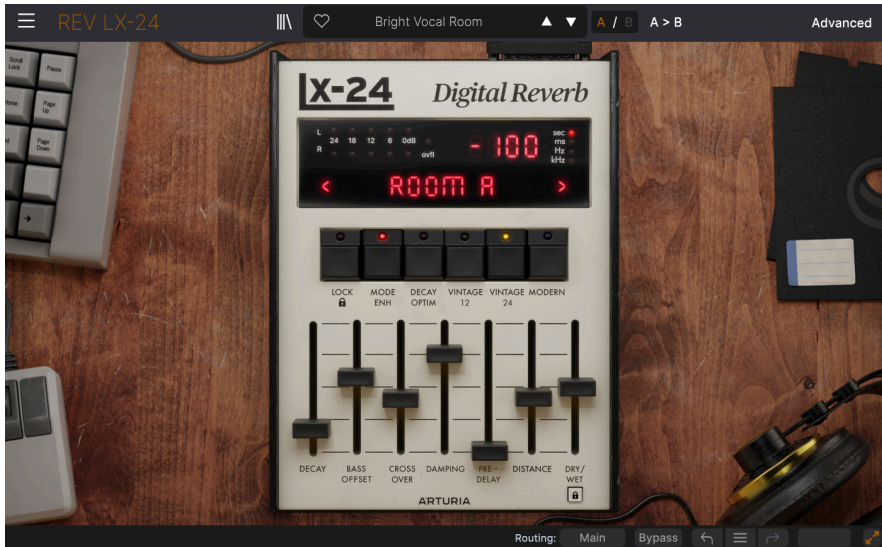 REV LX-24
Bright Vocal Room
A / B
A > B
Advanced
Scroll Lock
Pause
Home
Page Up
Page Down
LX-24
Digital Reverb
L
24 18 12 6 0dB
R
ovfl
-100
sec
ms
Hz
kHz
< ROOM A >
LOCK
MODE ENH
DECAY OPTIM
VINTAGE 12
VINTAGE 24
MODERN
DECAY
BASS OFFSET
CROSS OVER
DAMPING
PRE-DELAY
DISTANCE
DRY/WET
ARTURIA
Routing:
Main
Bypass